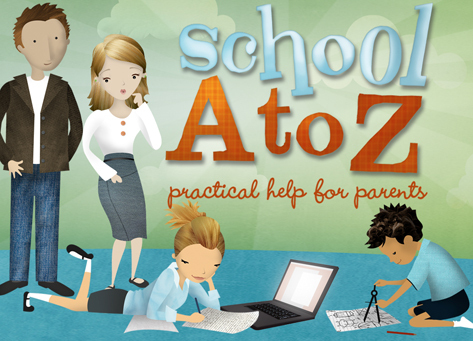 school
A to Z
practical help for parents